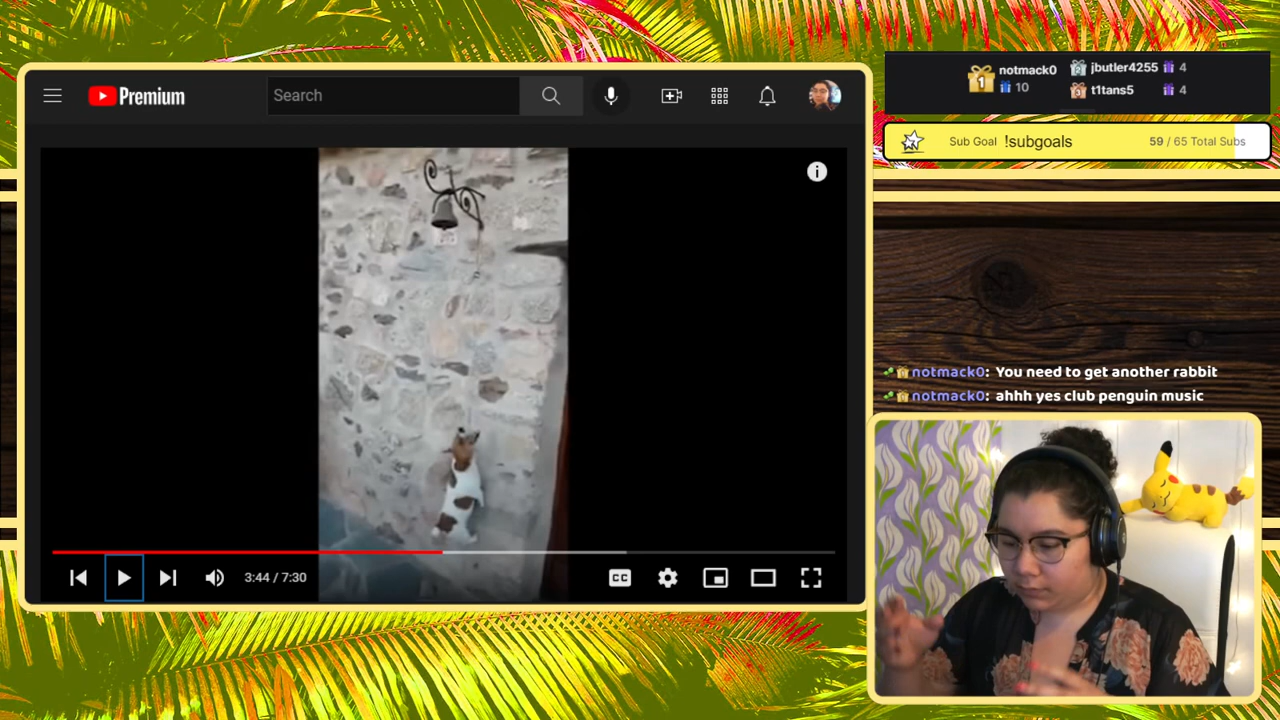 Premium
Search
notmack0
10
jbutler4255 4
t1tans5 4
Sub Goal !subgoals 59 / 65 Total Subs
notmack0: You need to get another rabbit
notmack0: ahhh yes club penguin music
CC
3:44 / 7:30